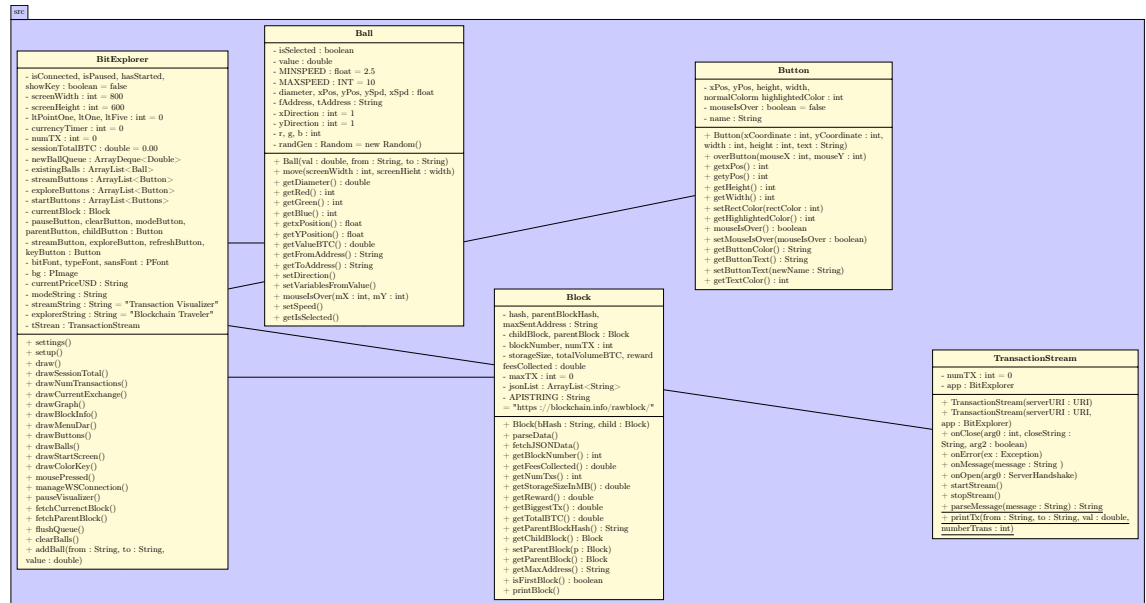 src
BitExplorer
- isConnected, isPaused, hasStarted,
showKey : boolean = false
- screenWidth : int = 800
- screenHeight : int = 600
- ltPointOne, ltOne, ltFive : int = 0
- currencyTimer : int = 0
- numTX : int = 0
- sessionTotalBTC : double = 0.00
- newBallQueue : ArrayDeque<Double>
- existingBalls : ArrayList<Ball>
- streamButtons : ArrayList<Button>
- exploreButtons : ArrayList<Button>
- startButtons : ArrayList<Buttons>
- currentBlock : Block
- pauseButton, clearButton, modeButton,
parentButton, childButton : Button
- streamButton, exploreButton, refreshButton,
keyButton : Button
- bitFont, typeFont, sansFont : PFont
- bg : PImage
- currentPriceUSD : String
- modeString : String
- streamString : String = "Transaction Visualizer"
- explorerString : String = "Blockchain Traveler"
- tStrean : TransactionStream
+ settings()
+ setup()
+ draw()
+ drawSessionTotal()
+ drawNumTransactions()
+ drawCurrentExchange()
+ drawGraph()
+ drawBlockInfo()
+ drawMenuDar()
+ drawButtons()
+ drawBalls()
+ drawStartScreen()
+ drawColorKey()
+ mousePressed()
+ manageWSConnection()
+ pauseVisualizer()
+ fetchCurrenctBlock()
+ fetchParentBlock()
+ flushQueue()
+ clearBalls()
+ addBall(from : String, to : String,
value : double)
Ball
- isSelected : boolean
- value : double
- MINSPEED : float = 2.5
- MAXSPEED : INT = 10
- diameter, xPos, yPos, ySpd, xSpd : float
- fAddress, tAddress : String
- xDirection : int = 1
- yDirection : int = 1
- r, g, b : int
- randGen : Random = new Random()
+ Ball(val : double, from : String, to : String)
+ move(screenWidth : int, screenHieht : width)
+ getDiameter() : double
+ getRed() : int
+ getGreen() : int
+ getBlue() : int
+ getxPosition() : float
+ getYPosition() : float
+ getValueBTC() : double
+ getFromAddress() : String
+ getToAddress() : String
+ setDirection()
+ setVariablesFromValue()
+ mouseIsOver(mX : int, mY : int)
+ setSpeed()
+ getIsSelected()
Button
- xPos, yPos, height, width,
normalColorm highlightedColor : int
- mouseIsOver : boolean = false
- name : String
+ Button(xCoordinate : int, yCoordinate : int,
width : int, height : int, text : String)
+ overButton(mouseX : int, mouseY : int)
+ getxPos() : int
+ getyPos() : int
+ getHeight() : int
+ getWidth() : int
+ setRectColor(rectColor : int)
+ getHighlightedColor() : int
+ mouseIsOver() : boolean
+ setMouseIsOver(mouseIsOver : boolean)
+ getButtonColor() : String
+ getButtonText() : String
+ setButtonText(newName : String)
+ getTextColor() : int
Block
- hash, parentBlockHash,
maxSentAddress : String
- childBlock, parentBlock : Block
- blockNumber, numTX : int
- storageSize, totalVolumeBTC, reward
feesCollected : double
- maxTX : int = 0
- jsonList : ArrayList<String>
- APISTRING : String
= "https ://blockchain.info/rawblock/"
+ Block(bHash : String, child : Block)
+ parseData()
+ fetchJSONData()
+ getBlockNumber() : int
+ getFeesCollected() : double
+ getNumTxs() : int
+ getStorageSizeInMB() : double
+ getReward() : double
+ getBiggestTx() : double
+ getTotalBTC() : double
+ getParentBlockHash() : String
+ getChildBlock() : Block
+ setParentBlock(p : Block)
+ getParentBlock() : Block
+ getMaxAddress() : String
+ isFirstBlock() : boolean
+ printBlock()
TransactionStream
- numTX : int = 0
- app : BitExplorer
+ TransactionStream(serverURI : URI)
+ TransactionStream(serverURI : URI,
app : BitExplorer)
+ onClose(arg0 : int, closeString :
String, arg2 : boolean)
+ onError(ex : Exception)
+ onMessage(message : String )
+ onOpen(arg0 : ServerHandshake)
+ startStream()
+ stopStream()
+ parseMessage(message : String) : String
+ printTx(from : String, to : String, val : double,
numberTrans : int)